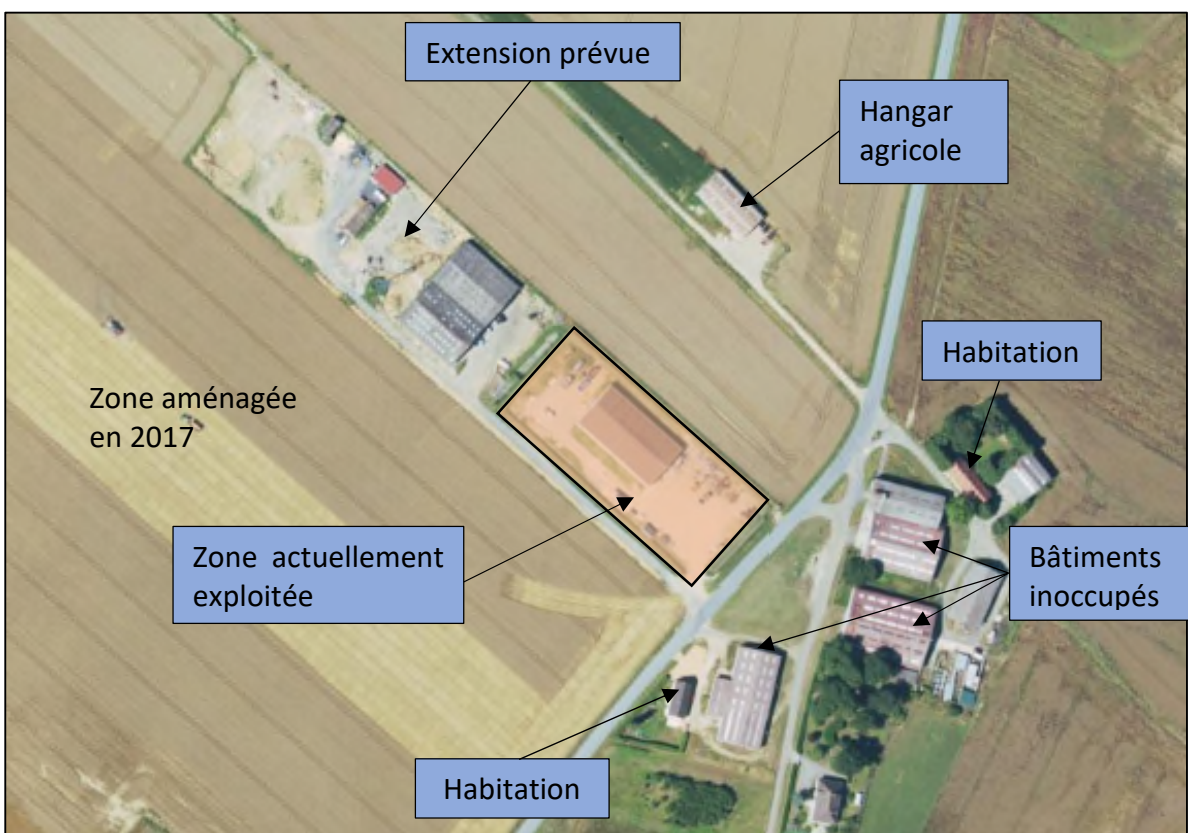 Extension prévue
Hangar
agricole
Habitation
Zone aménagée
en 2017
Zone actuellement
exploitée
Bâtiments
inoccupés
Habitation